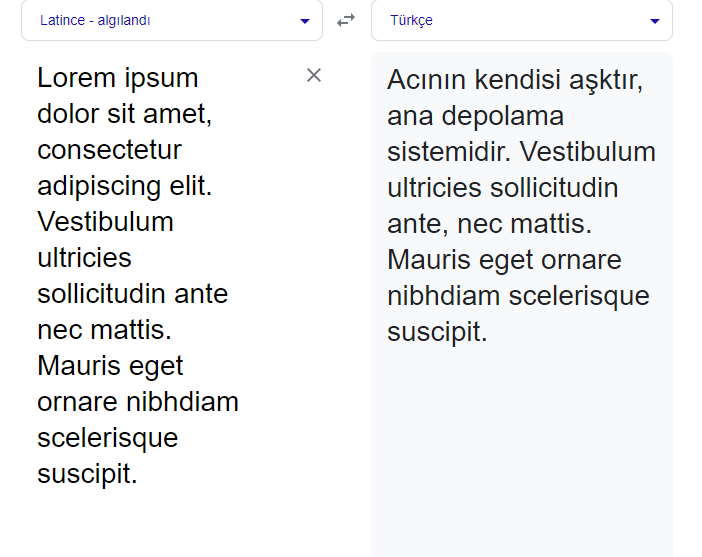 Latince - algılandı
Türkçe
Lorem ipsum
dolor sit amet,
consectetur
adipiscing elit.
Vestibulum
ultricies
sollicitudin ante
nec mattis.
Mauris eget
ornare nibhdiam
scelerisque
suscipit.
Acının kendisi aşktır,
ana depolama
sistemidir. Vestibulum
ultricies sollicitudin
ante, nec mattis.
Mauris eget ornare
nibhdiam scelerisque
suscipit.